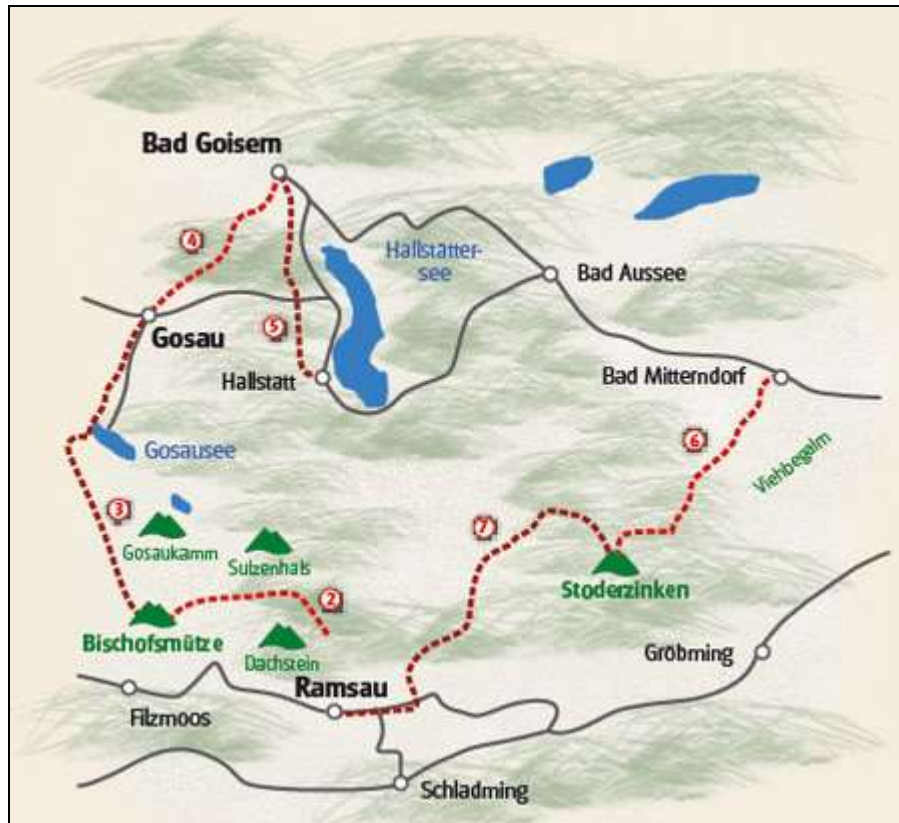 Bad Goisern
4
Hallstätter-
see
Bad Aussee
Gosau
5
Hallstatt
Bad Mitterndorf
6
Viehbegalm
Gosausee
3
Gosaukamm
Sulzenhals
7
Stoderzinken
2
Bischofsmütze
Dachstein
Gröbming
Ramsau
Filzmoos
Schladming